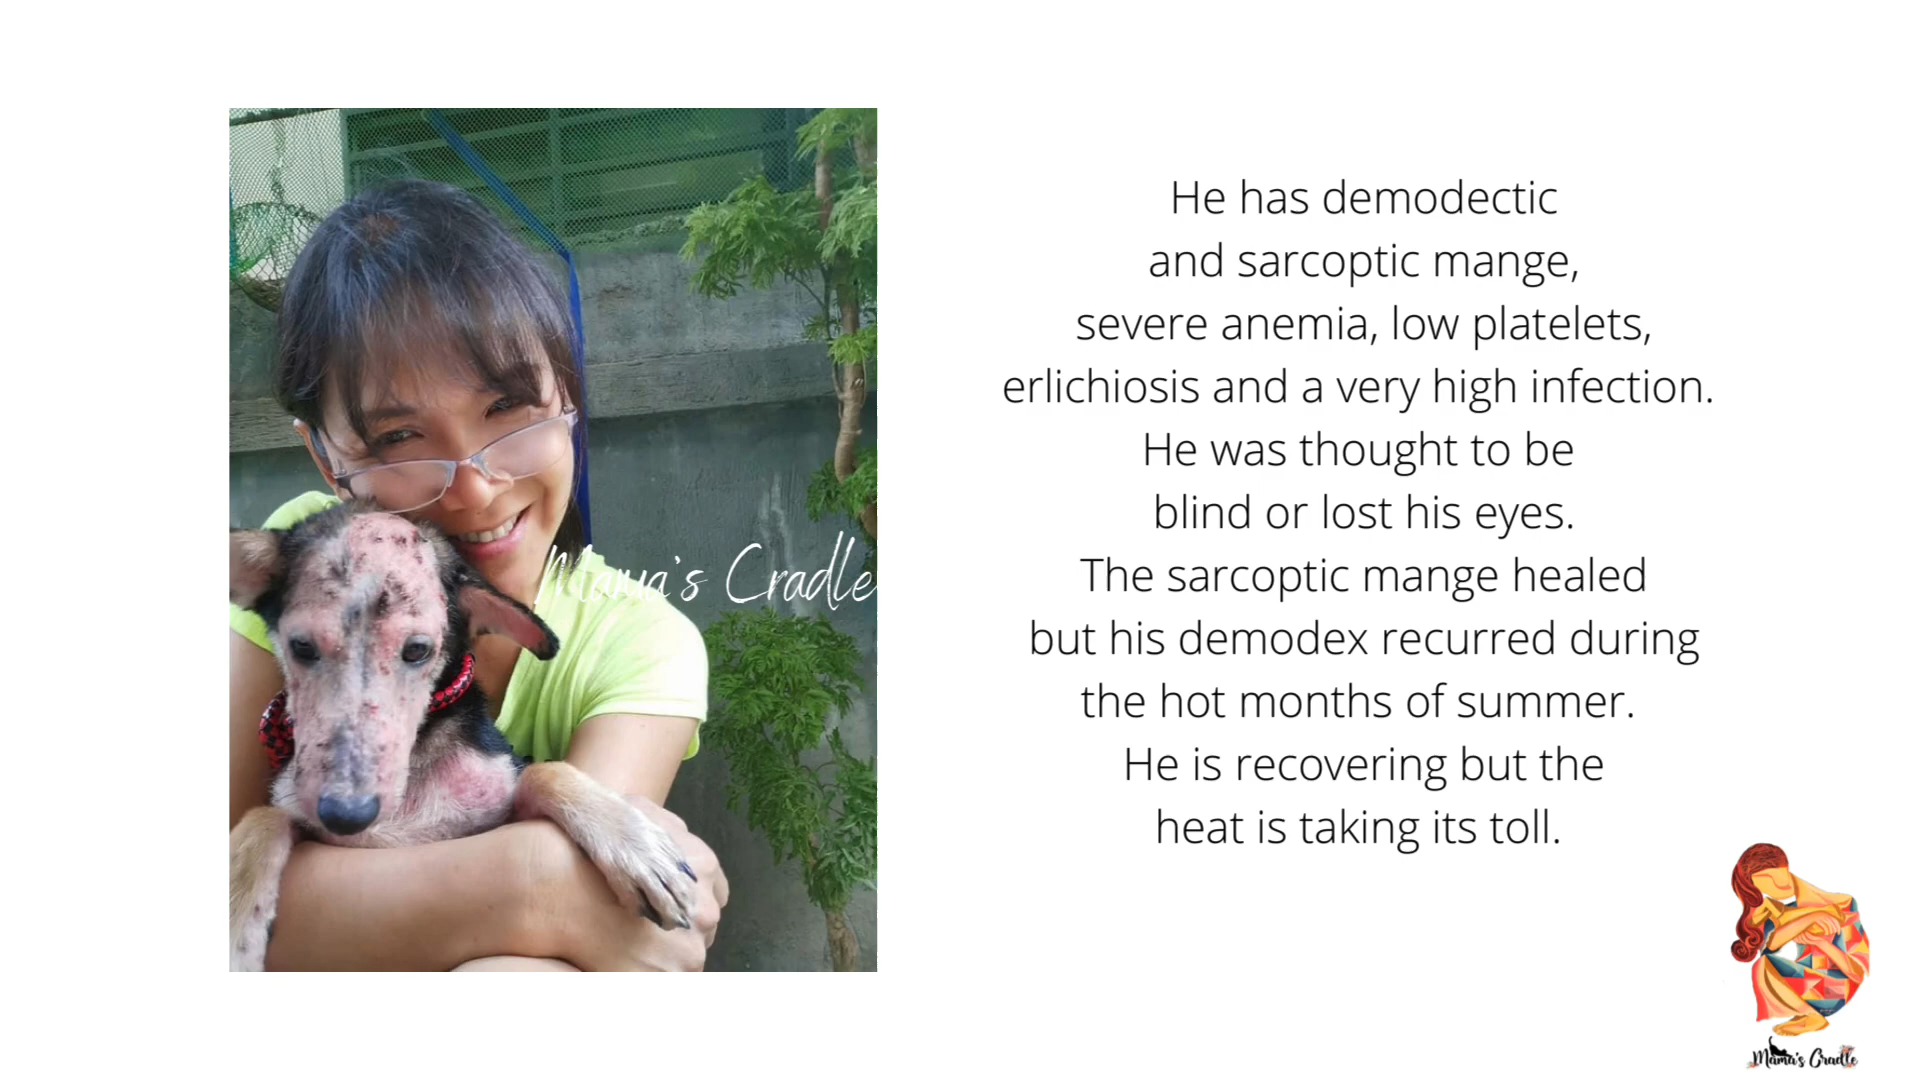 He has demodectic
and sarcoptic mange,
severe anemia, low platelets,
erlichiosis and a very high infection.
He was thought to be
blind or lost his eyes.
The sarcoptic mange healed
but his demodex recurred during
the hot months of summer.
He is recovering but the
heat is taking its toll.
Mama's Cradle
Mama's Cradle